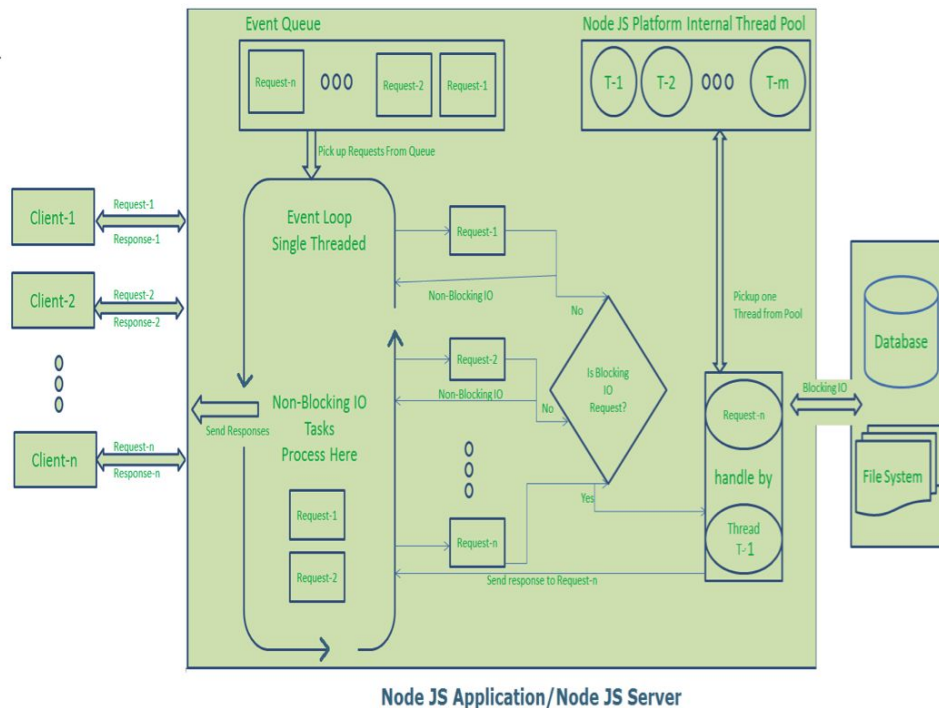 Event Queue
Node JS Platform Internal Thread Pool
Request-n
Request-2
Request-1
T-1
T-2
T-m
Pick up Requests From Queue
Client-1
Request-1
Response-1
Client-2
Request-2
Response-2
Client-n
Request-n
Response-n
Event Loop
Single Threaded
Request-1
Non-Blocking IO
No
Request-2
Non-Blocking IO
No
Is Blocking
IO
Request?
Pickup one
Thread from Pool
Send Responses
Non-Blocking IO
Tasks
Process Here
Request-1
Request-2
Request-n
Yes
Send response to Request-n
Request-n
handle by
Thread
T-1
Blocking IO
Database
File System
Node JS Application/Node JS Server